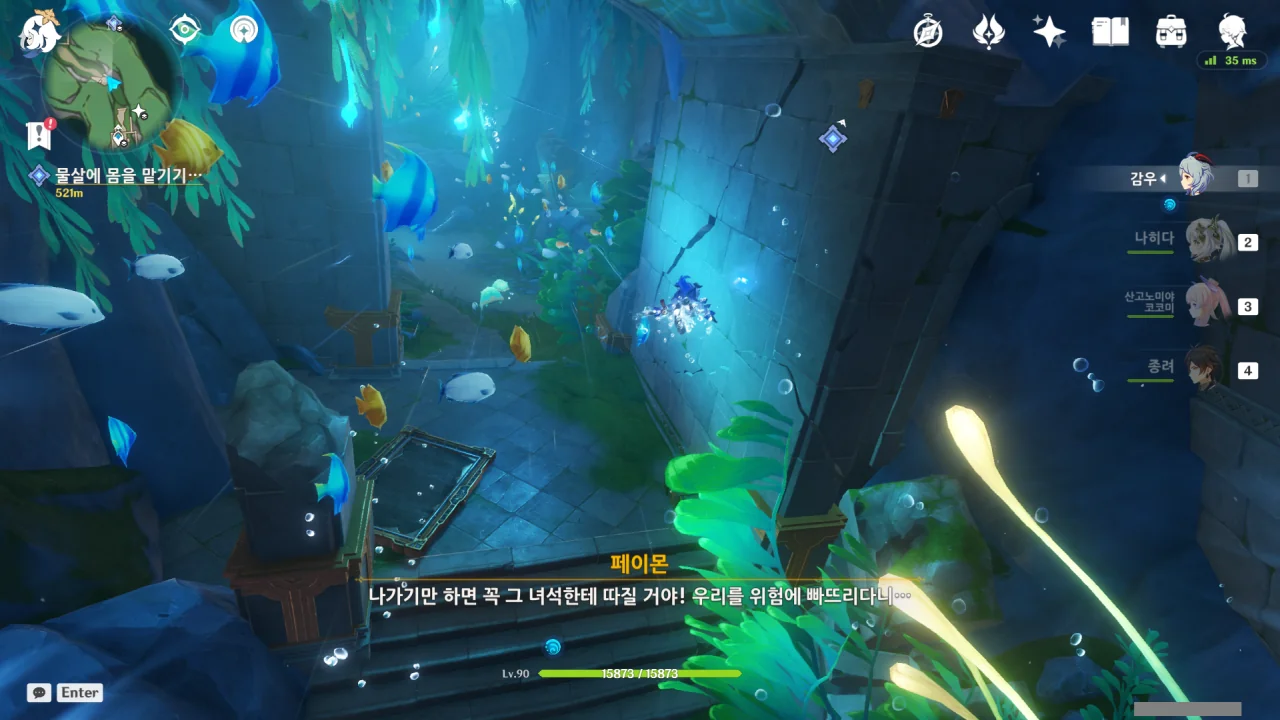 35 ms
물살에 몸을 맡기기…
521m
감우
1
나히다
2
산고노미야
코코미
3
종려
4
페이몬
나가기만 하면 꼭 그 녀석한테 따질 거야! 우리를 위험에 빠뜨리다니…
Lv.90
15873 / 15873
Enter